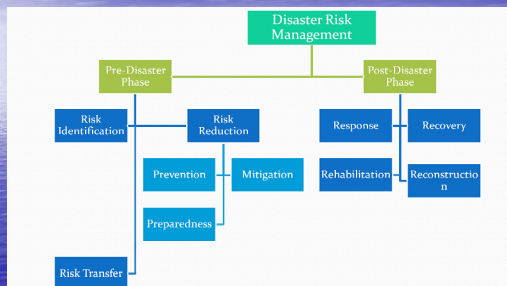 Disaster Risk
Management
Pre-Disaster
Phase
Post-Disaster
Phase
Risk
Identification
Risk
Reduction
Response
Recovery
Prevention
Mitigation
Rehabilitation
Reconstructio
n
Preparedness
Risk Transfer